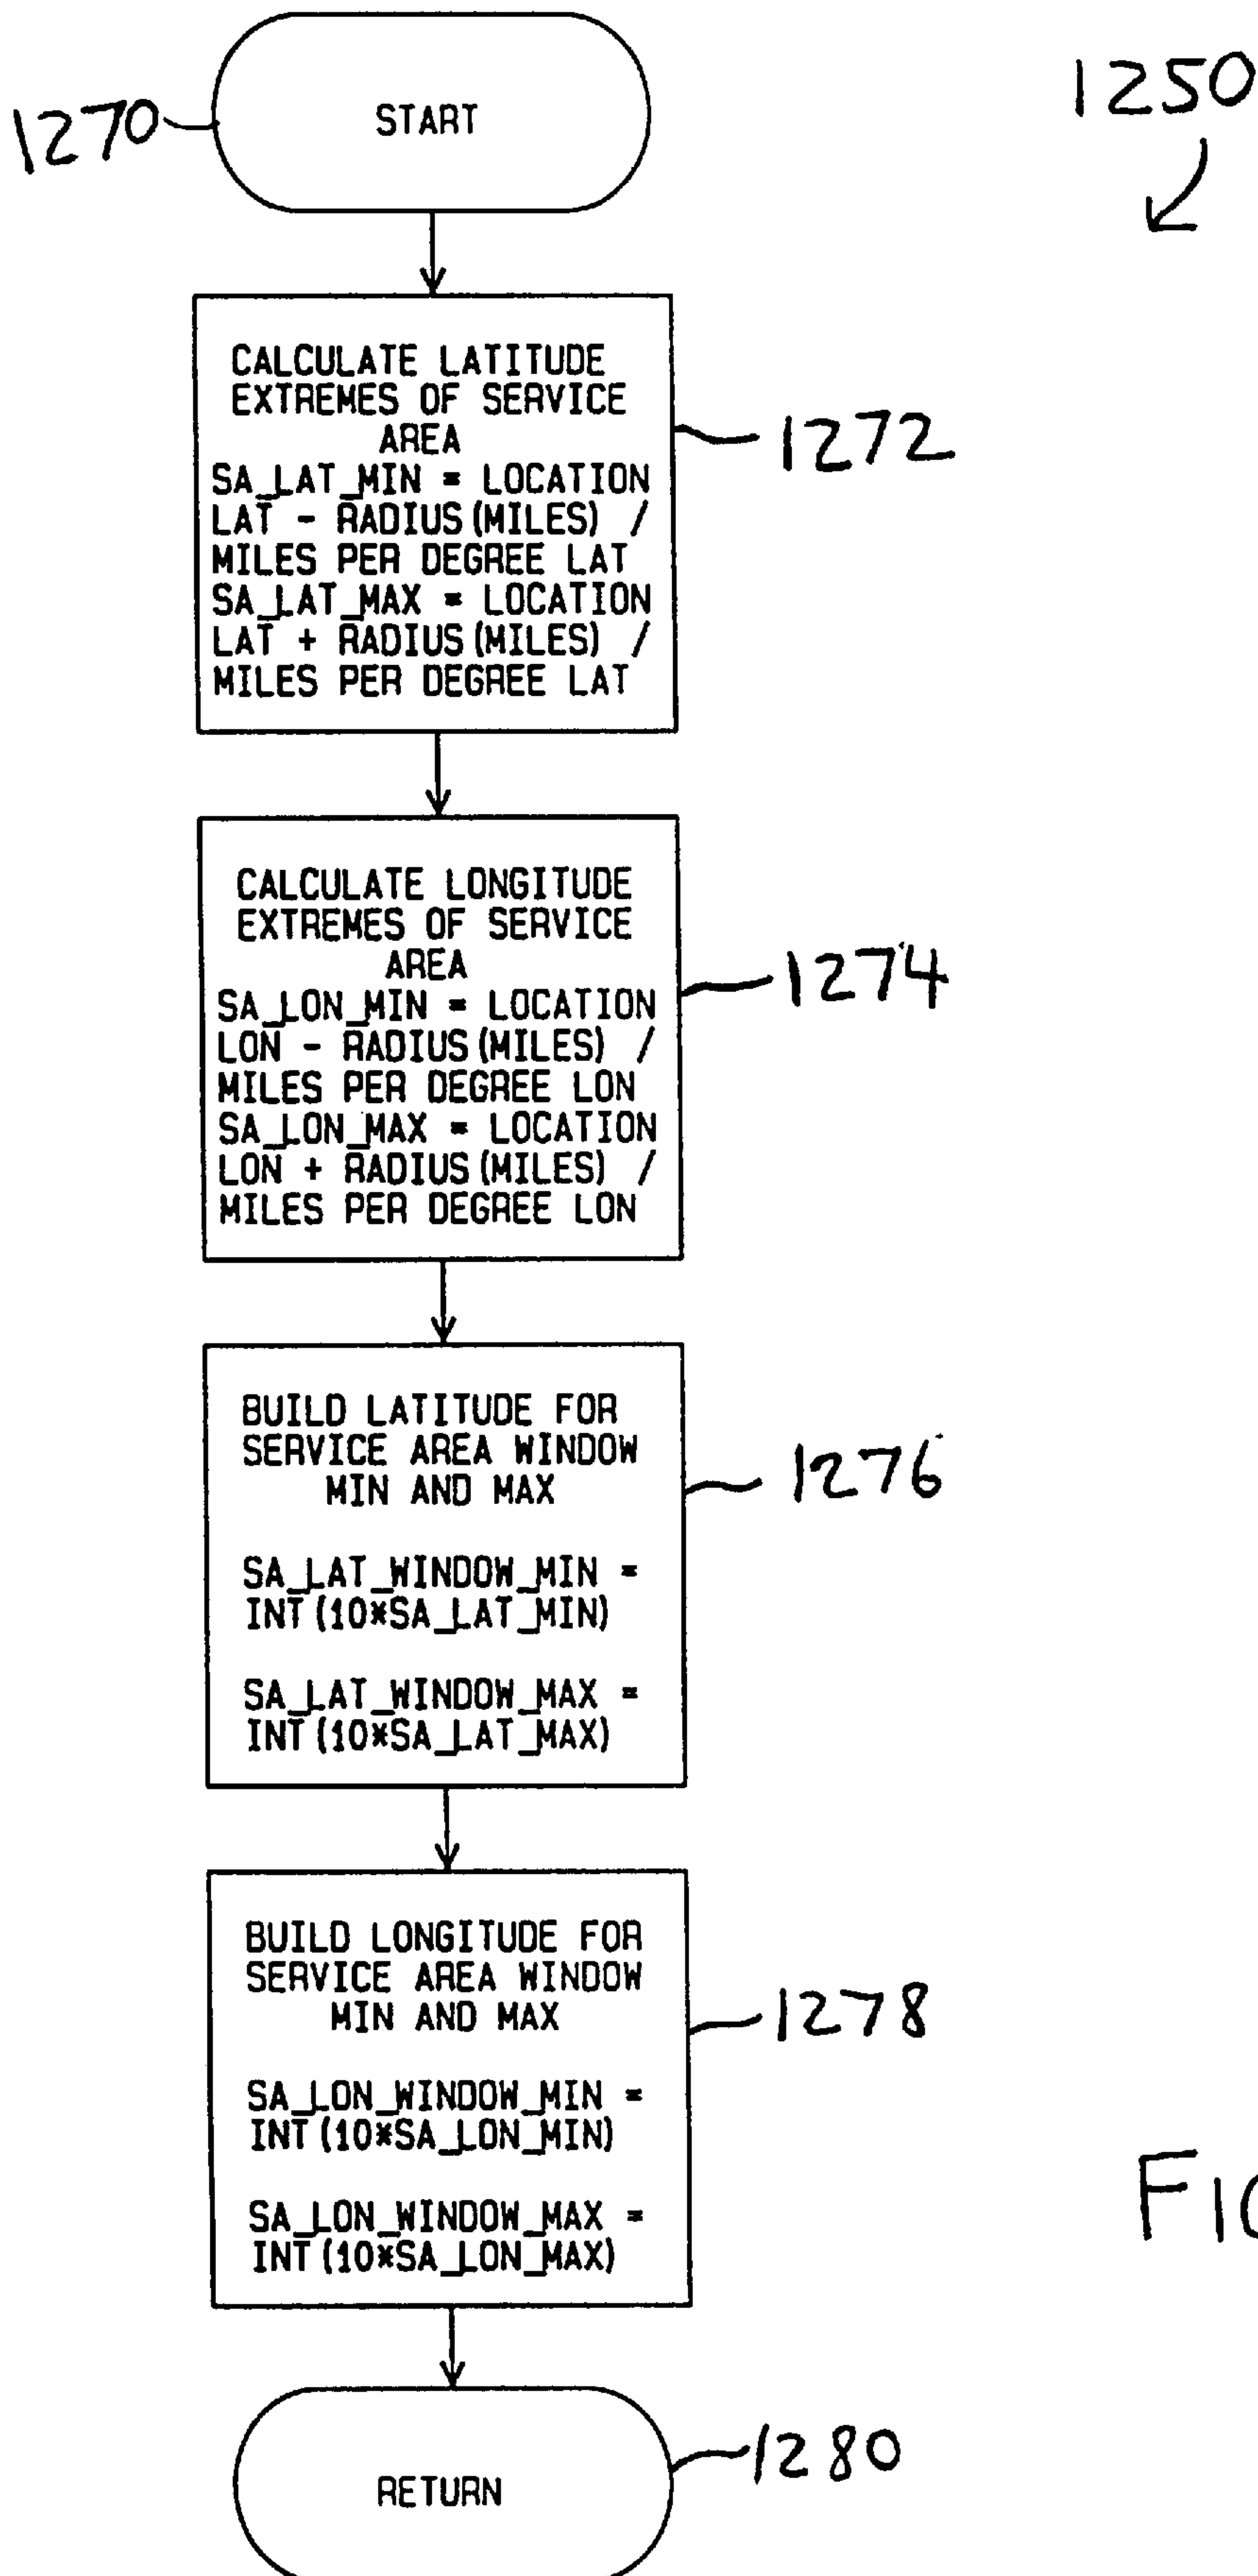 1270
START
1250
CALCULATE LATITUDE
EXTREMES OF SERVICE
AREA
SA_LAT_MIN = LOCATION
LAT - RADIUS(MILES) /
MILES PER DEGREE LAT
SA_LAT_MAX = LOCATION
LAT + RADIUS(MILES) /
MILES PER DEGREE LAT
1272
CALCULATE LONGITUDE
EXTREMES OF SERVICE
AREA
SA_LON_MIN = LOCATION
LON - RADIUS(MILES) /
MILES PER DEGREE LON
SA_LON_MAX = LOCATION
LON + RADIUS(MILES) /
MILES PER DEGREE LON
1274
BUILD LATITUDE FOR
SERVICE AREA WINDOW
MIN AND MAX
SA_LAT_WINDOW_MIN =
INT(10*SA_LAT_MIN)
SA_LAT_WINDOW_MAX =
INT(10*SA_LAT_MAX)
1276
BUILD LONGITUDE FOR
SERVICE AREA WINDOW
MIN AND MAX
SA_LON_WINDOW_MIN =
INT(10*SA_LON_MIN)
SA_LON_WINDOW_MAX =
INT(10*SA_LON_MAX)
1278
RETURN
1280